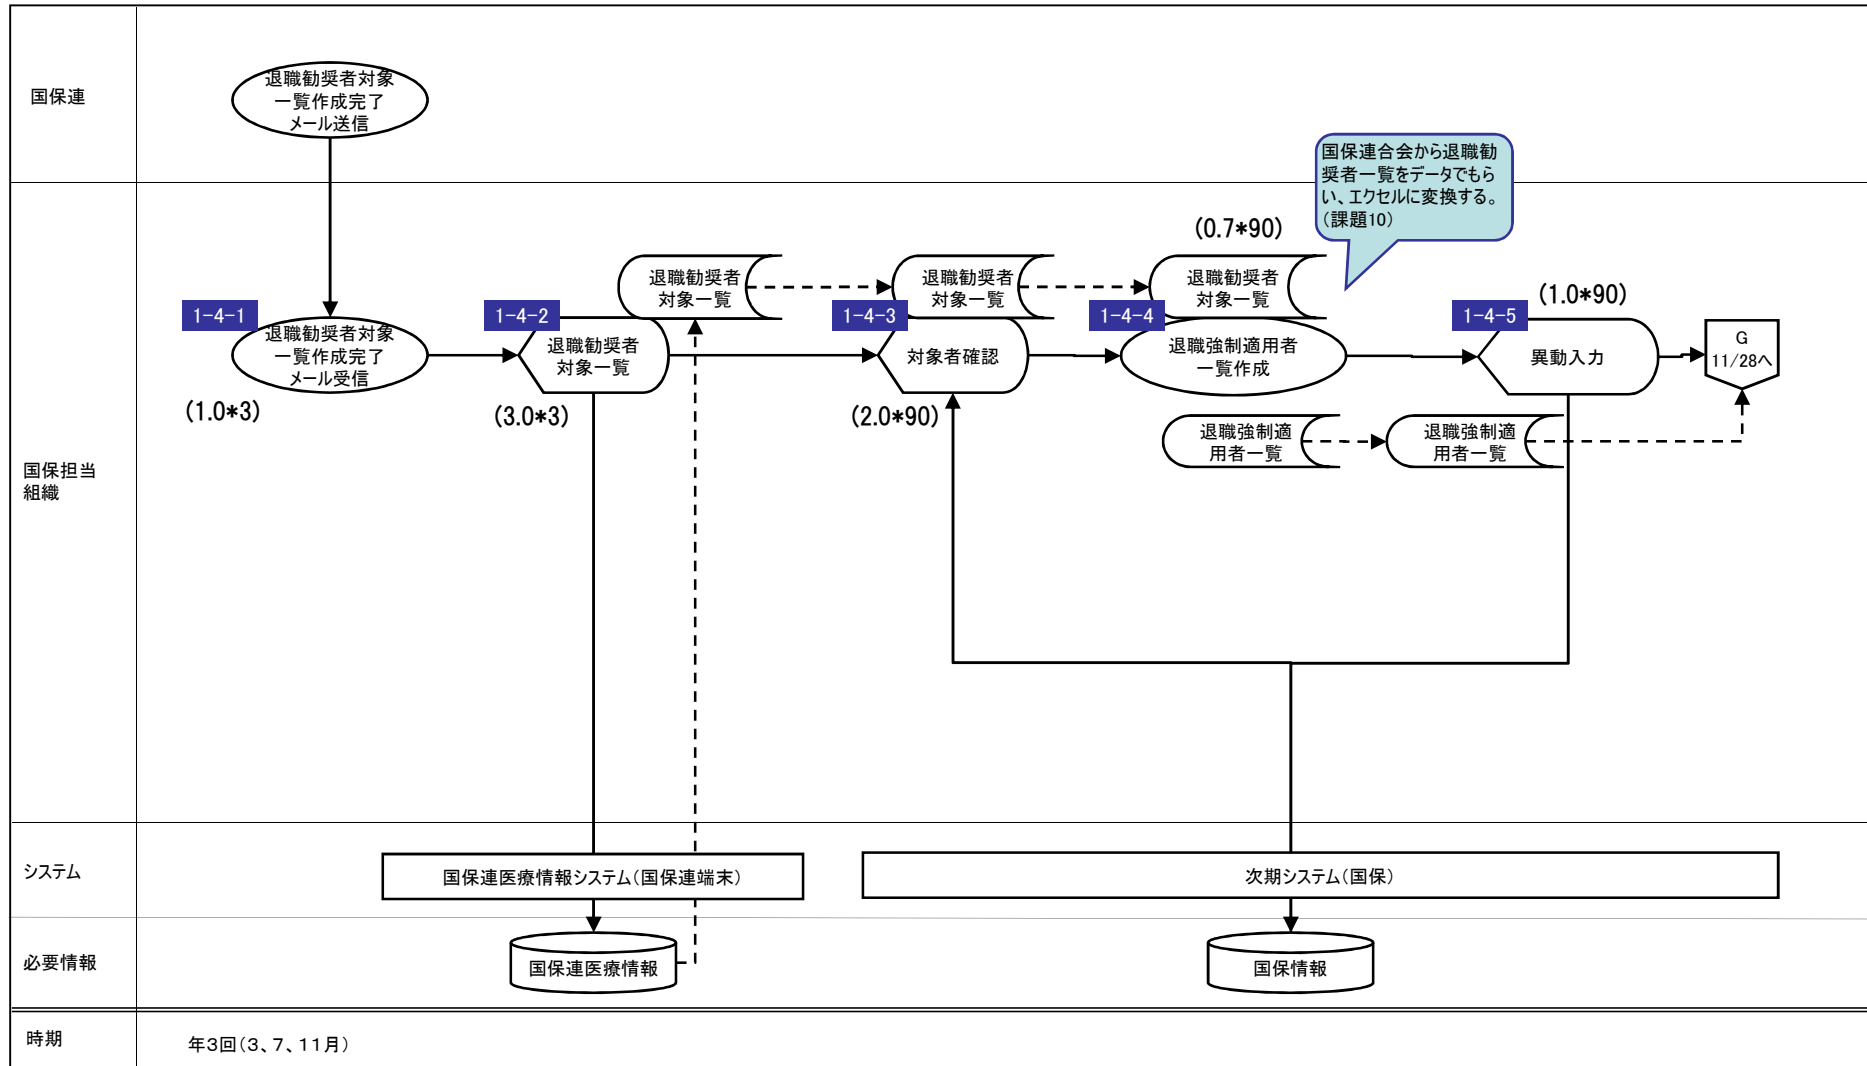 国保連
退職勧奨者対象
一覧作成完了
メール送信
国保連合会から退職勧
奨者一覧をデータでもら
い、エクセルに変換する。
（課題10）
国保担当
組織
1-4-1
退職勧奨者対象
一覧作成完了
メール受信
(1.0*3)
1-4-2
退職勧奨者
対象一覧
(3.0*3)
退職勧奨者
対象一覧
1-4-3
退職勧奨者
対象一覧
対象者確認
(2.0*90)
(0.7*90)
退職勧奨者
対象一覧
1-4-4
退職強制適用者
一覧作成
退職強制適
用者一覧
1-4-5
(1.0*90)
異動入力
退職強制適
用者一覧
G
11/28へ
システム
国保連医療情報システム（国保連端末）
次期システム（国保）
必要情報
国保連医療情報
国保情報
時期
年3回（3、7、11月）